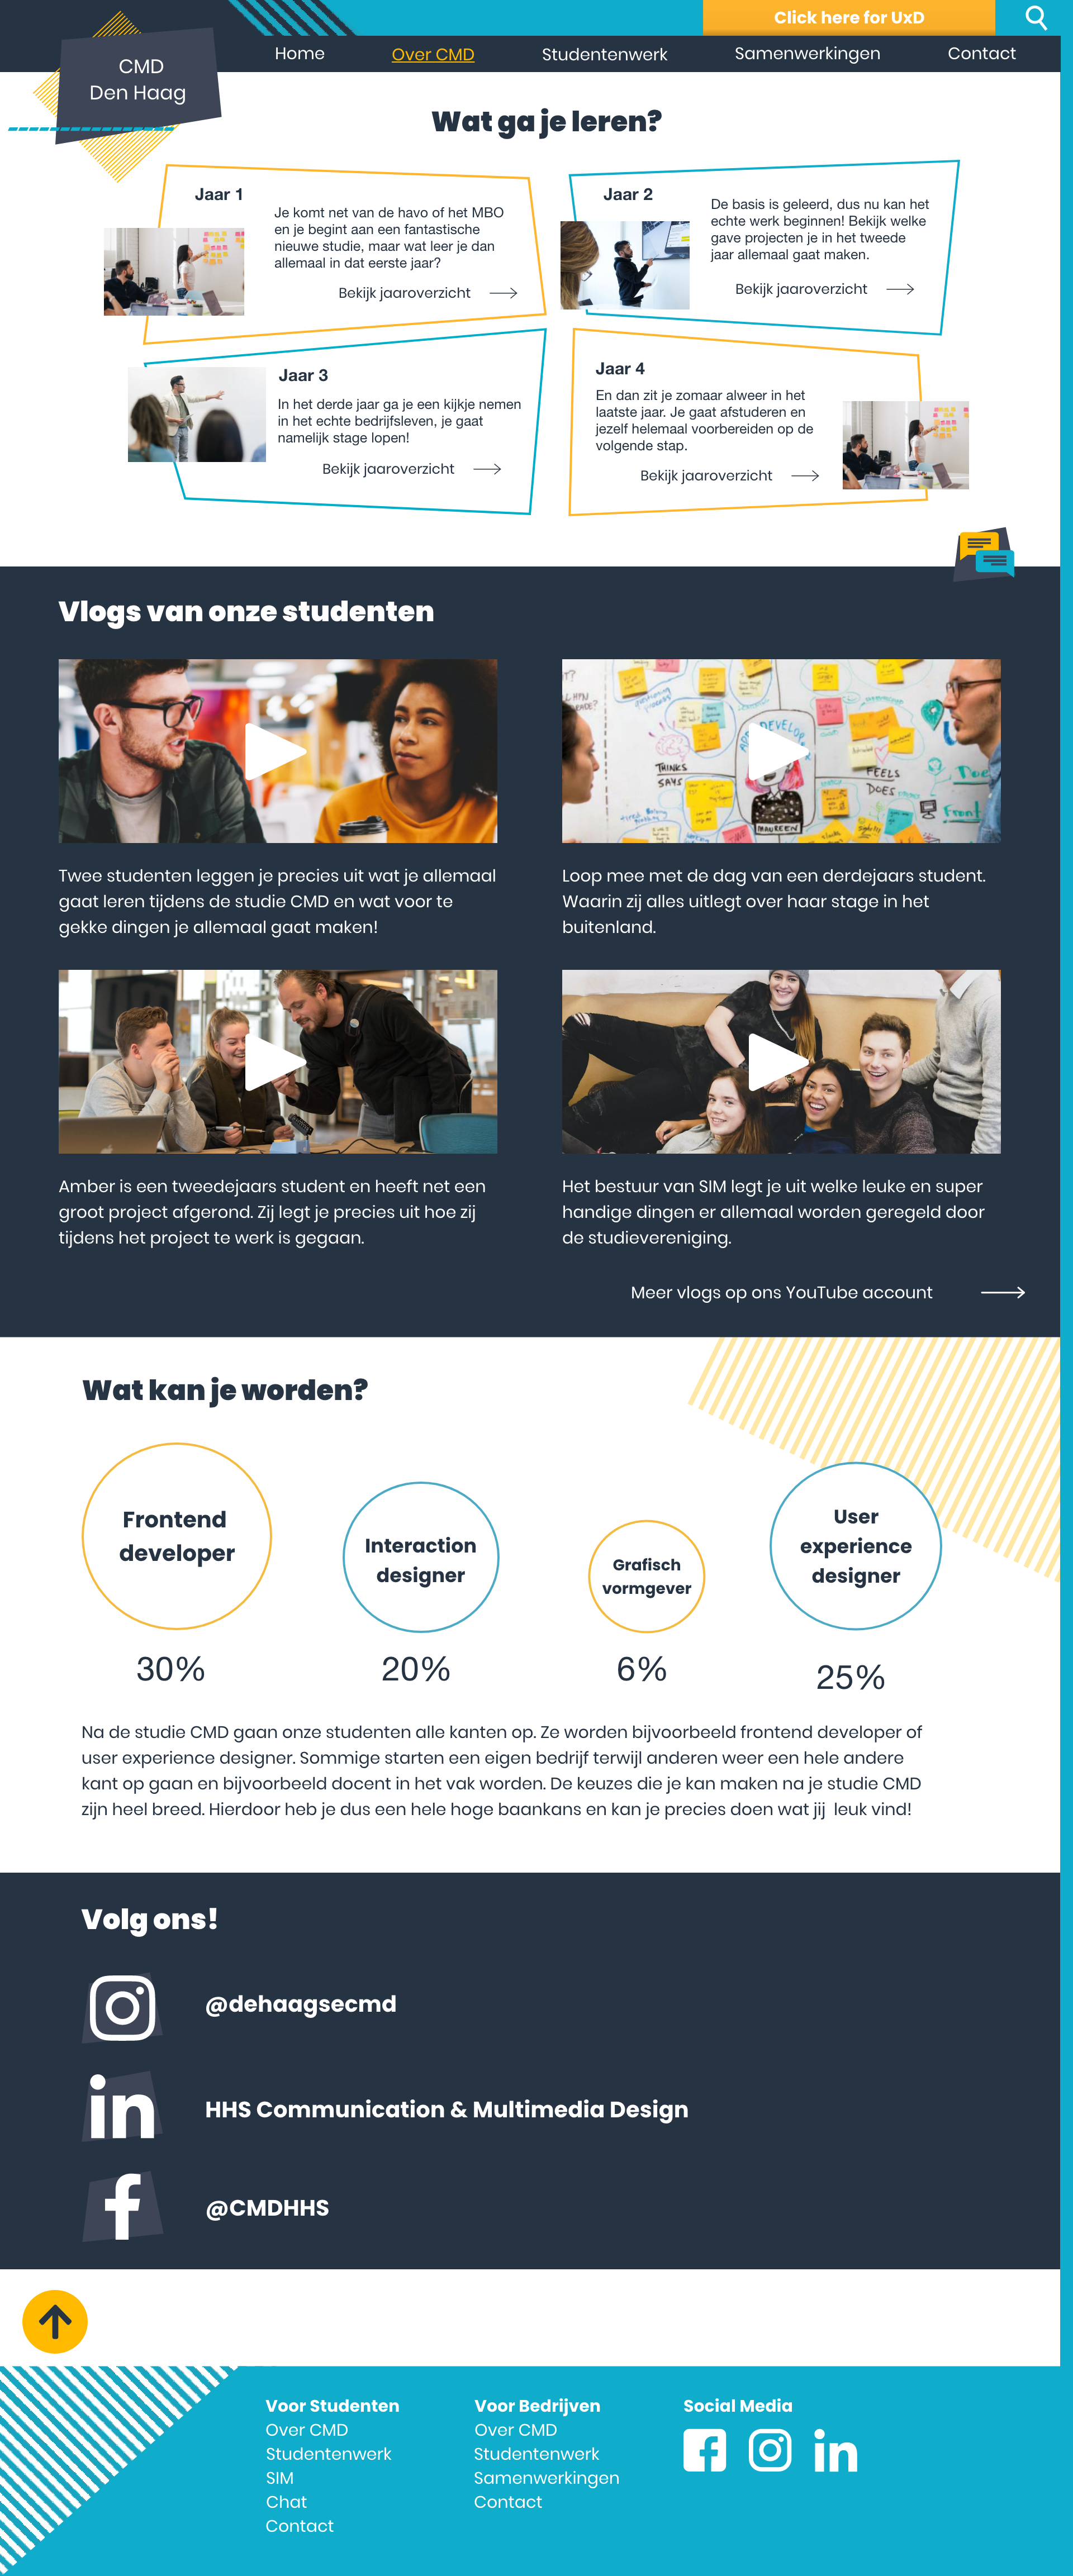 Click here for UxD
CMD
Den Haag
Home
Over CMD
Studentenwerk
Samenwerkingen
Contact
Wat ga je leren?
Jaar 1
Je komt net van de havo of het MBO
en je begint aan een fantastische
nieuwe studie, maar wat leer je dan
allemaal in dat eerste jaar?
Bekijk jaaroverzicht
Jaar 2
De basis is geleerd, dus nu kan het
echte werk beginnen! Bekijk welke
gave projecten je in het tweede
jaar allemaal gaat maken.
Bekijk jaaroverzicht
Jaar 3
In het derde jaar ga je een kijkje nemen
in het echte bedrijfsleven, je gaat
namelijk stage lopen!
Bekijk jaaroverzicht
Jaar 4
En dan zit je zomaar alweer in het
laatste jaar. Je gaat afstuderen en
jezelf helemaal voorbereiden op de
volgende stap.
Bekijk jaaroverzicht
Vlogs van onze studenten
THINKS
SAYS
FEELS
DOES
MAUREEN
Front
Twee studenten leggen je precies uit wat je allemaal
gaat leren tijdens de studie CMD en wat voor te
gekke dingen je allemaal gaat maken!
Loop mee met de dag van een derdejaars student.
Waarin zij alles uitlegt over haar stage in het
buitenland.
Amber is een tweedejaars student en heeft net een
groot project afgerond. Zij legt je precies uit hoe zij
tijdens het project te werk is gegaan.
Het bestuur van SIM legt je uit welke leuke en super
handige dingen er allemaal worden geregeld door
de studievereniging.
Meer vlogs op ons YouTube account
Wat kan je worden?
Frontend
developer
30%
Interaction
designer
20%
Grafisch
vormgever
6%
User
experience
designer
25%
Na de studie CMD gaan onze studenten alle kanten op. Ze worden bijvoorbeeld frontend developer of
user experience designer. Sommige starten een eigen bedrijf terwijl anderen weer een hele andere
kant op gaan en bijvoorbeeld docent in het vak worden. De keuzes die je kan maken na je studie CMD
zijn heel breed. Hierdoor heb je dus een hele hoge baankans en kan je precies doen wat jij  leuk vind!
Volg ons!
@dehaagsecmd
in
HHS Communication & Multimedia Design
f
@CMDHHS
Voor Studenten
Over CMD
Studentenwerk
SIM
Chat
Contact
Voor Bedrijven
Over CMD
Studentenwerk
Samenwerkingen
Contact
Social Media
f
in